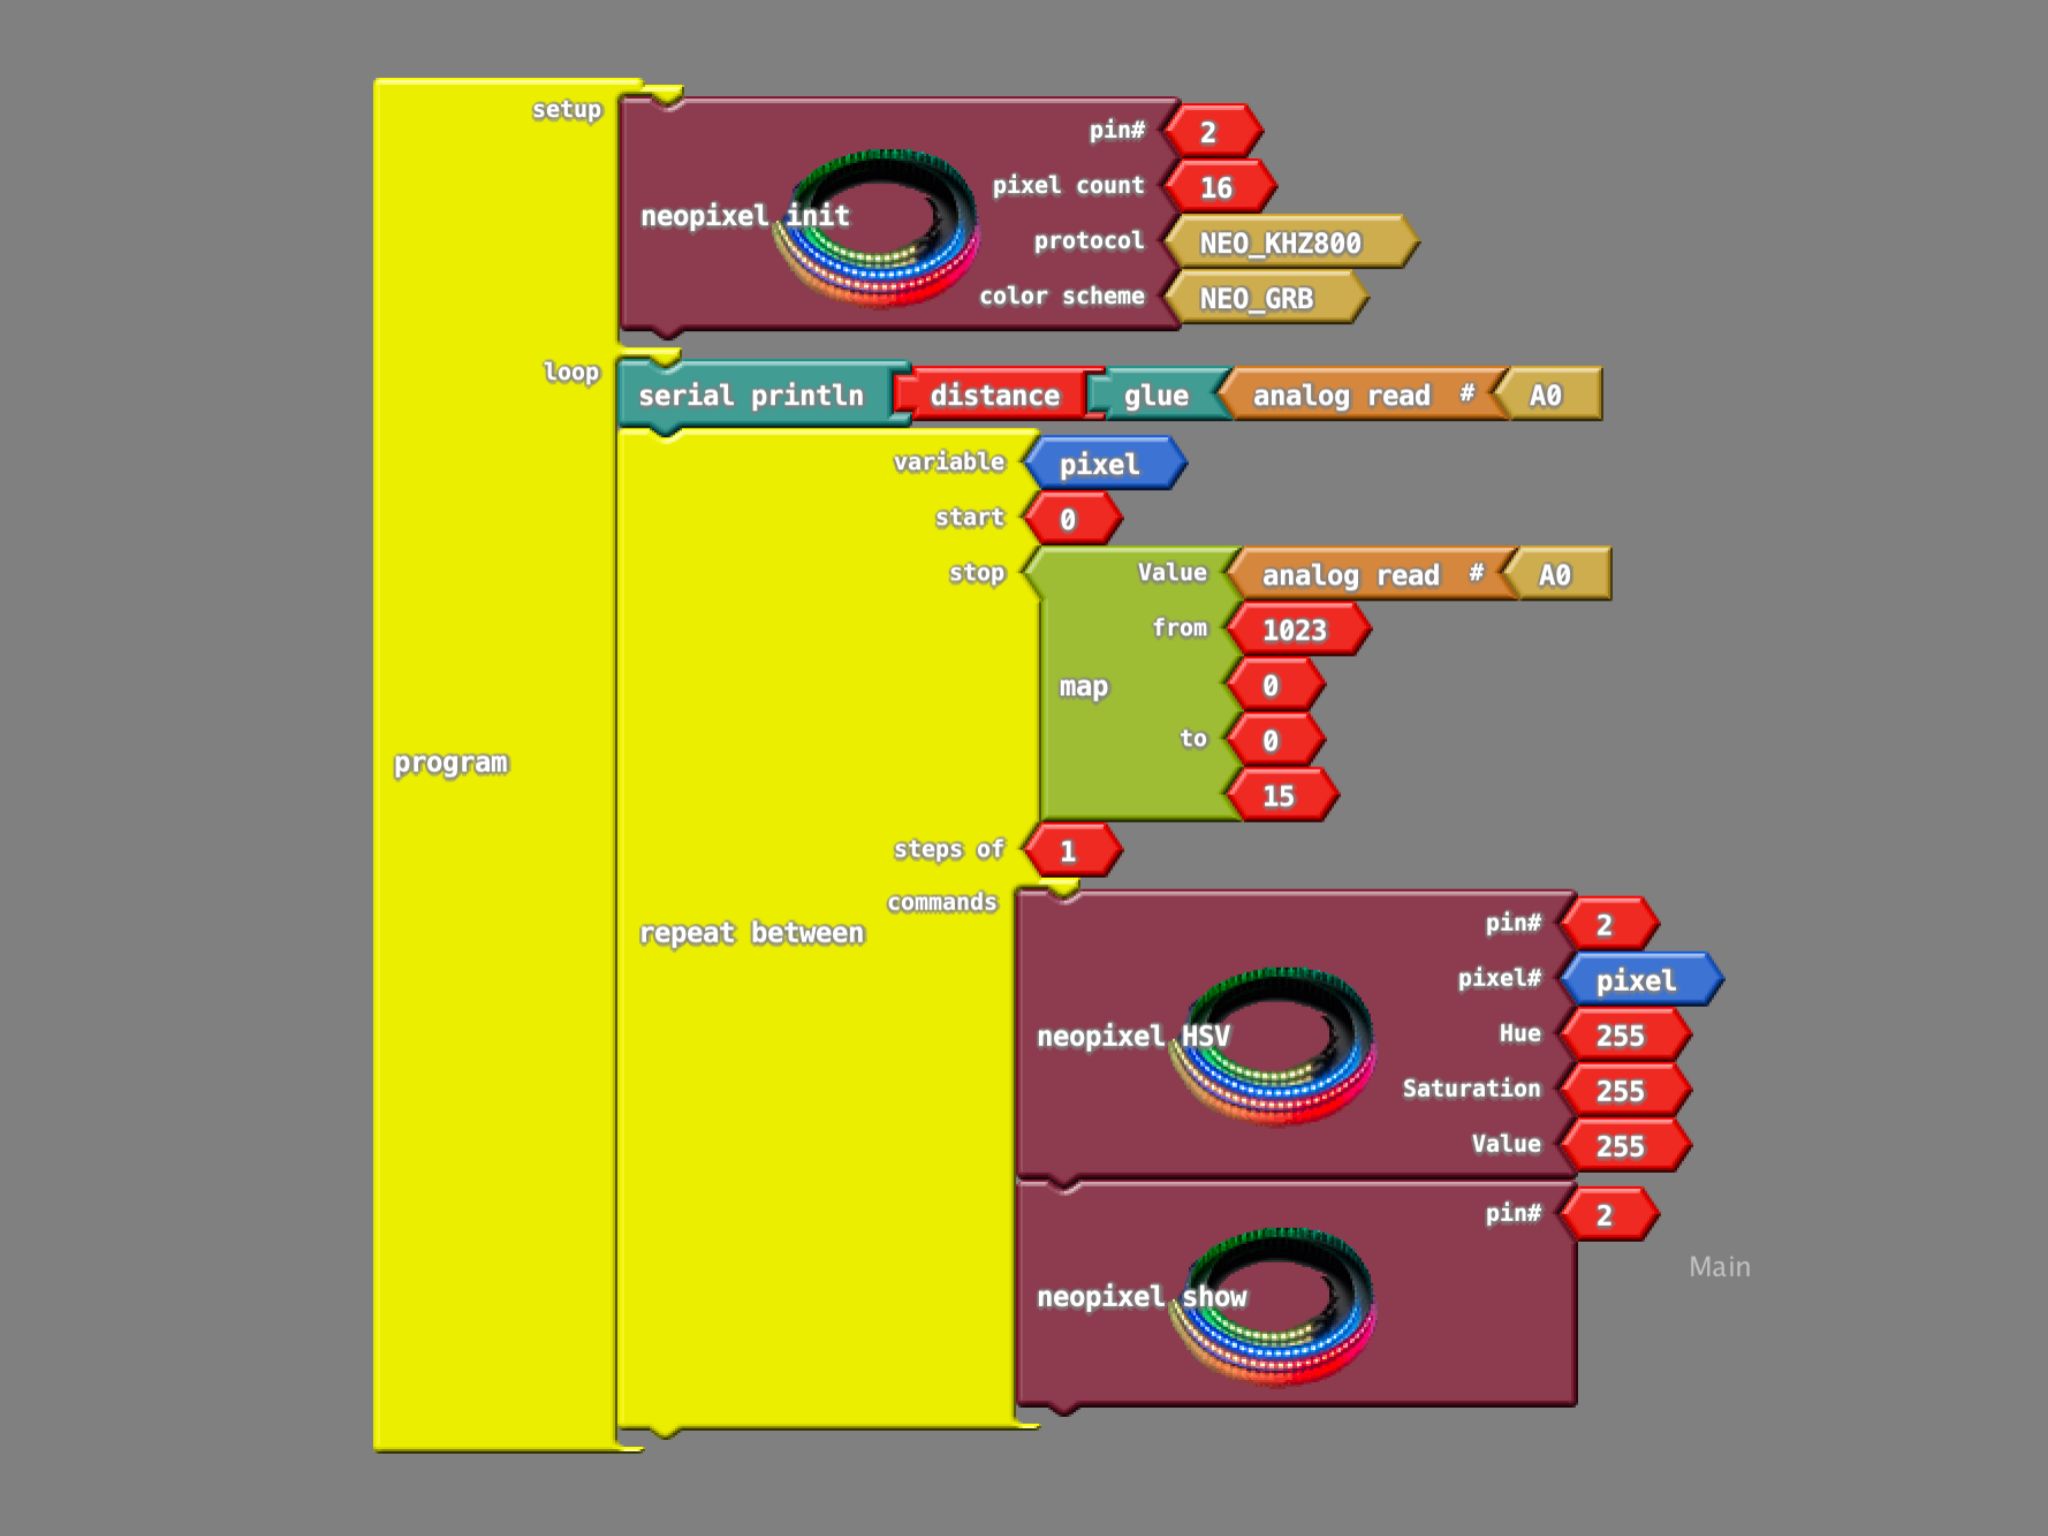 setup
neopixel init
pin# 2
pixel count 16
protocol NEO_KHZ800
color scheme NEO_GRB
loop
serial println distance glue analog read # A0
program
repeat between
variable pixel
start 0
stop
map
Value analog read # A0
from 1023
0
to 0
15
steps of 1
commands
neopixel HSV
pin# 2
pixel# pixel
Hue 255
Saturation 255
Value 255
neopixel show
pin# 2
Main